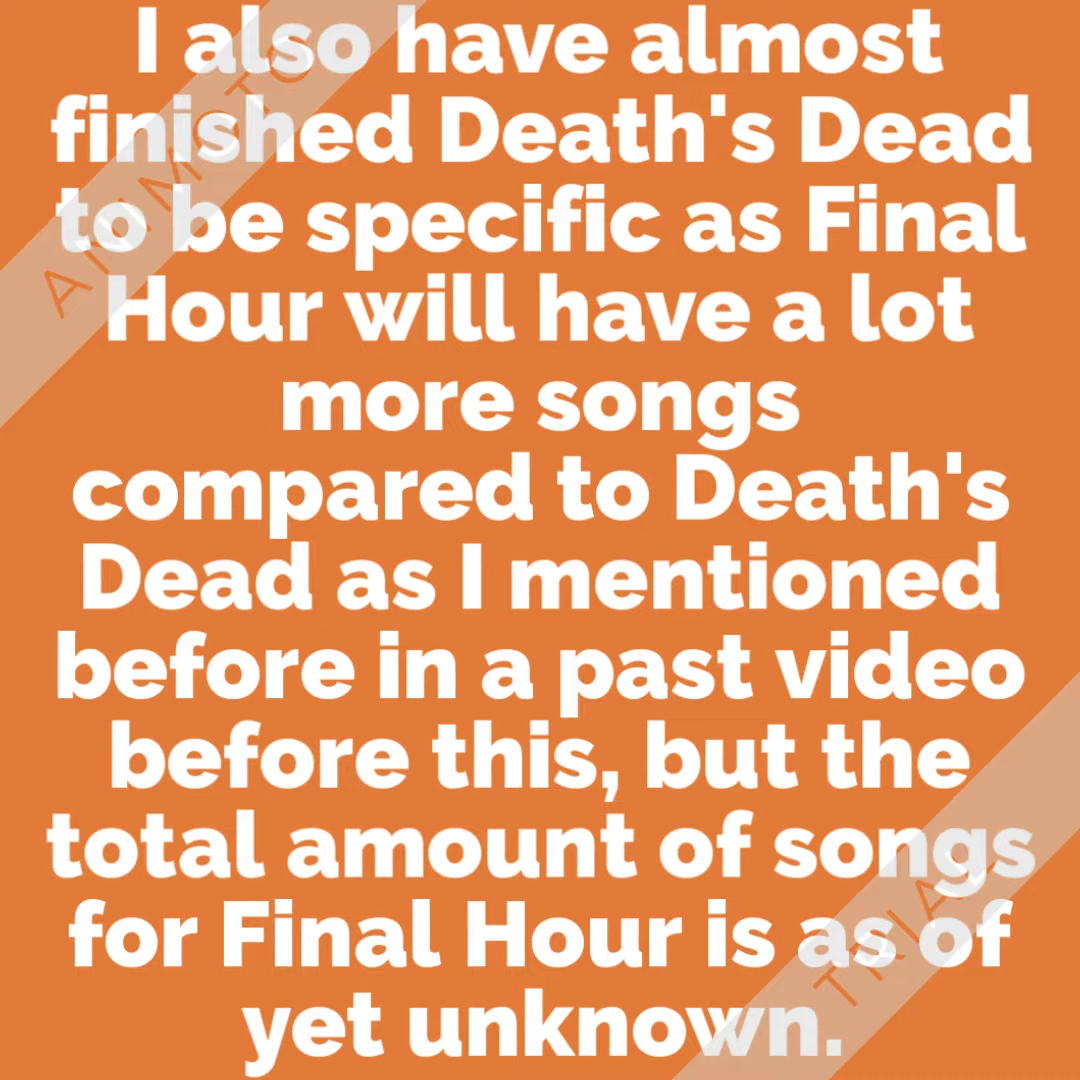 I also have almost
finished Death's Dead
to be specific as Final
Hour will have a lot
more songs
compared to Death's
Dead as I mentioned
before in a past video
before this, but the
total amount of songs
for Final Hour is as of
yet unknown.
ANIMOTO
TRIAL